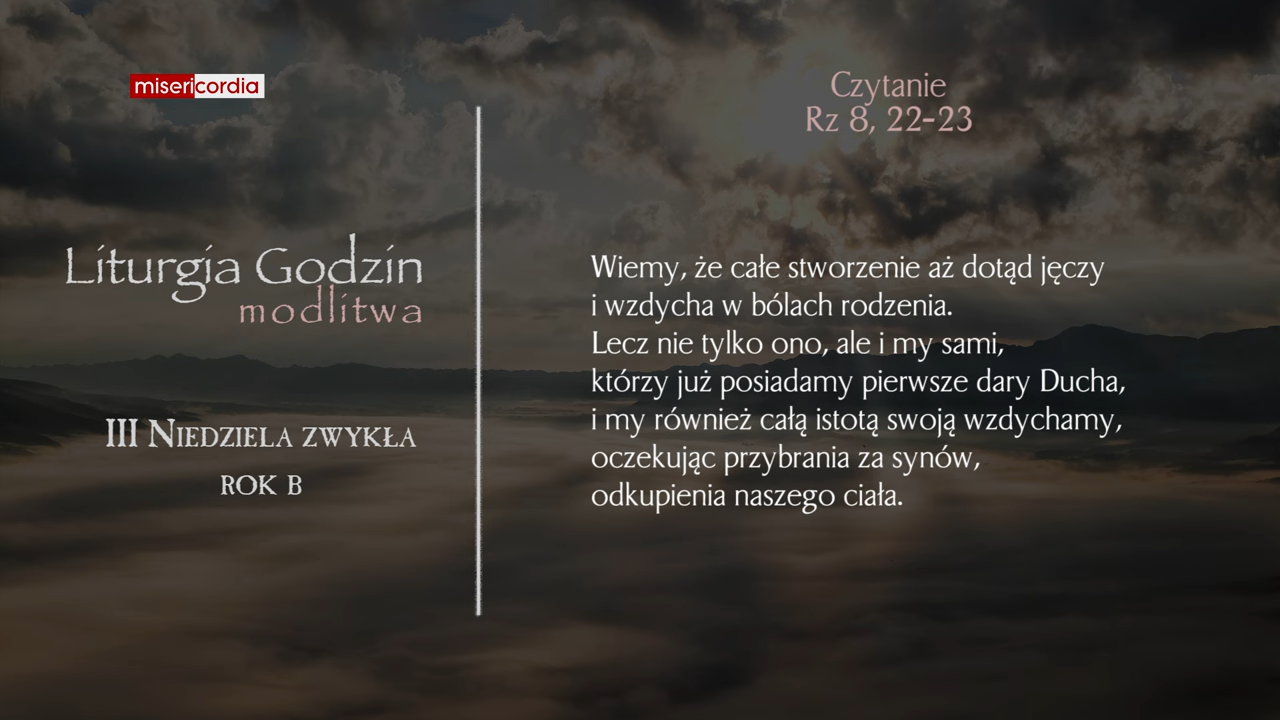 misericordia
Liturgia Godzin
modlitwa
III Niedziela zwykła
rok B
Czytanie
Rz 8, 22-23
Wiemy, że całe stworzenie aż dotąd jęczy
i wzdycha w bólach rodzenia.
Lecz nie tylko ono, ale i my sami,
którzy już posiadamy pierwsze dary Ducha,
i my również całą istotą swoją wzdychamy,
oczekując przybrania za synów,
odkupienia naszego ciała.